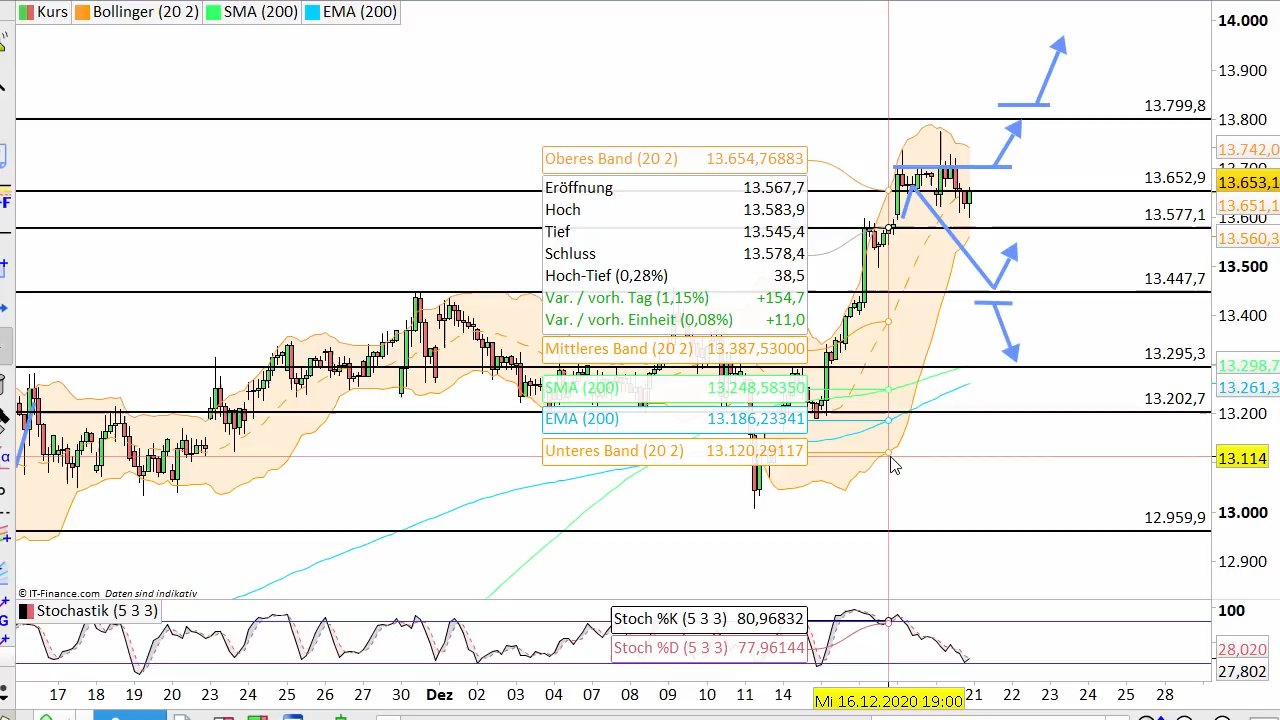 Kurs Bollinger (20 2) SMA (200) EMA (200)
14.000
13.900
13.799,8
13.800
Oberes Band (20 2) 13.654,76883
13.742,0
Eröffnung 13.567,7
13.652,9
13.653,1
Hoch 13.583,9
13.651,1
Tief 13.545,4
13.577,1
13.600
13.560,3
Schluss 13.578,4
13.500
Hoch-Tief (0,28%) 38,5
13.447,7
Var. / vorh. Tag (1,15%) +154,7
Var. / vorh. Einheit (0,08%) +11,0
13.400
Mittleres Band (20 2) 13.387,53000
13.295,3
13.298,7
SMA (200) 13.248,58350
13.261,3
13.202,7
13.200
EMA (200) 13.186,23341
Unteres Band (20 2) 13.120,29117
13.114
13.000
12.959,9
12.900
© IT-Finance.com Daten sind indikativ
Stochastik (5 3 3)
100
Stoch %K (5 3 3) 80,96832
Stoch %D (5 3 3) 77,96144
28,020
27,802
17 18 19 20 23 24 25 26 27 30 Dez 02 03 04 07 08 09 10 11 14 Mi 16.12.2020 19:00 21 22 23 24 25 28